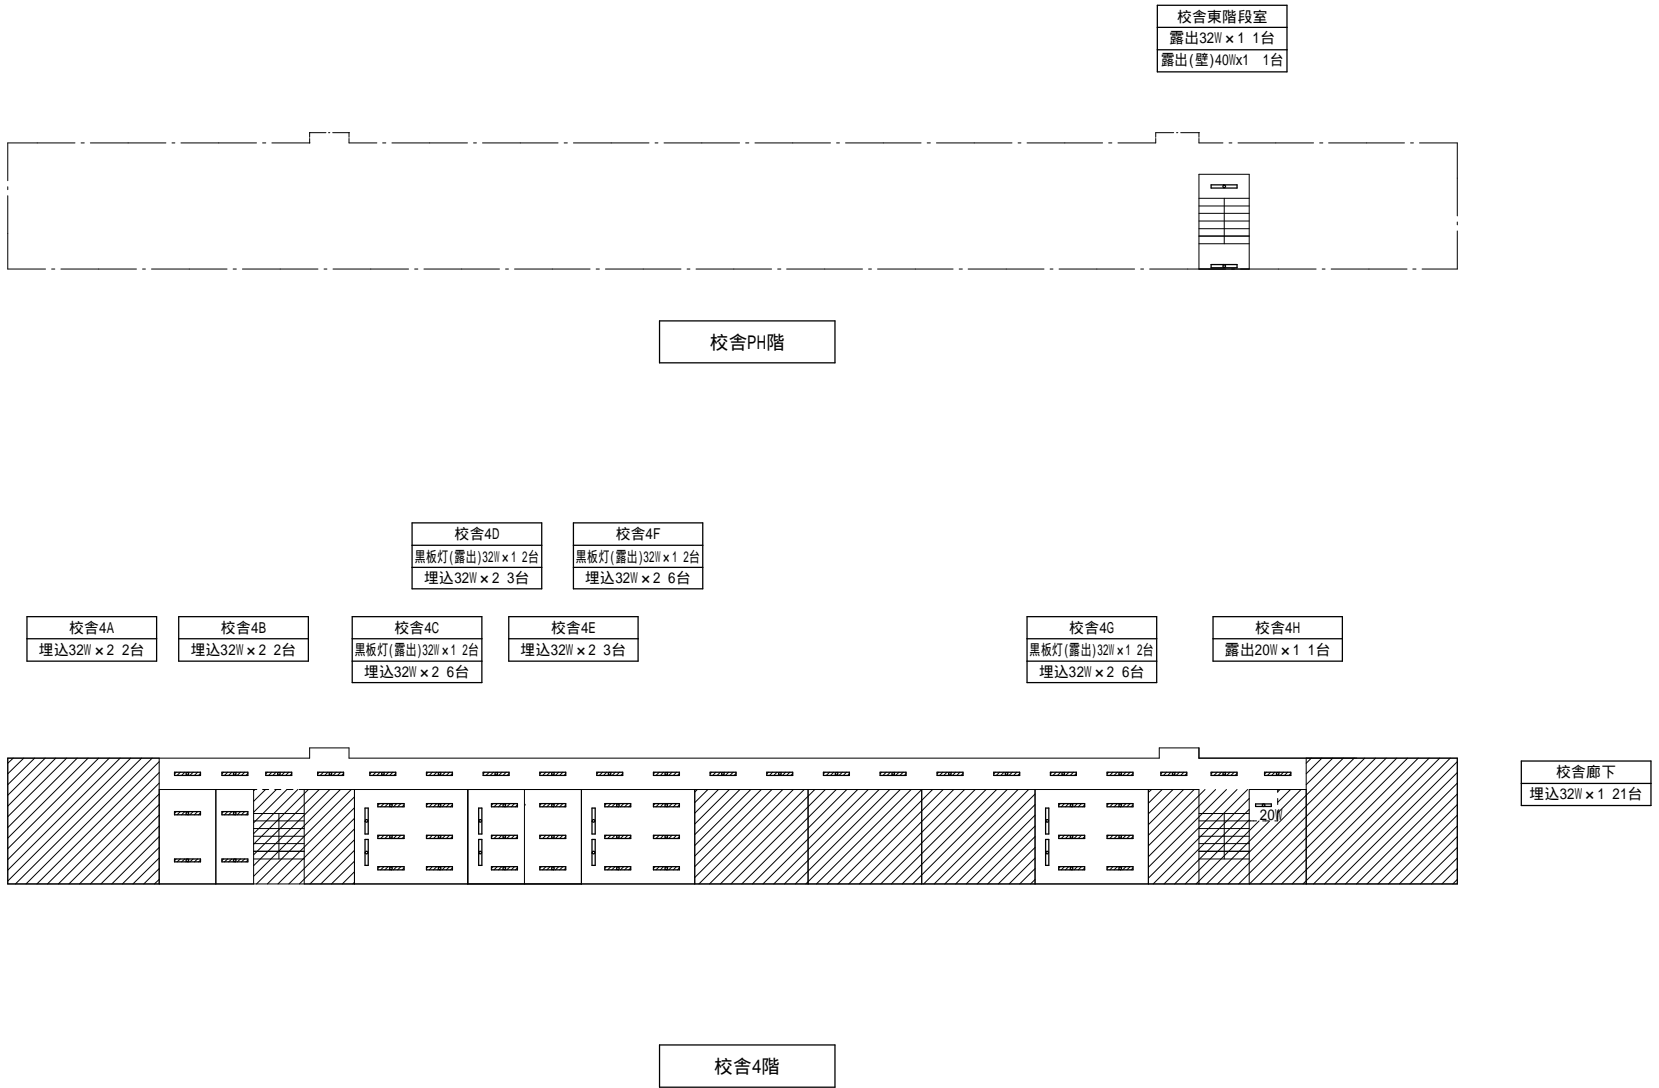 校舎東階段室
露出32W×1 1台
露出(壁)40Wx1 1台
校舎PH階
校舎4D
黒板灯(露出)32W×1 2台
埋込32W×2 3台
校舎4F
黒板灯(露出)32W×1 2台
埋込32W×2 6台
校舎4A
埋込32W×2 2台
校舎4B
埋込32W×2 2台
校舎4C
黒板灯(露出)32W×1 2台
埋込32W×2 6台
校舎4E
埋込32W×2 3台
校舎4G
黒板灯(露出)32W×1 2台
埋込32W×2 6台
校舎4H
露出20W×1 1台
校舎廊下
埋込32W×1 21台
20W
校舎4階